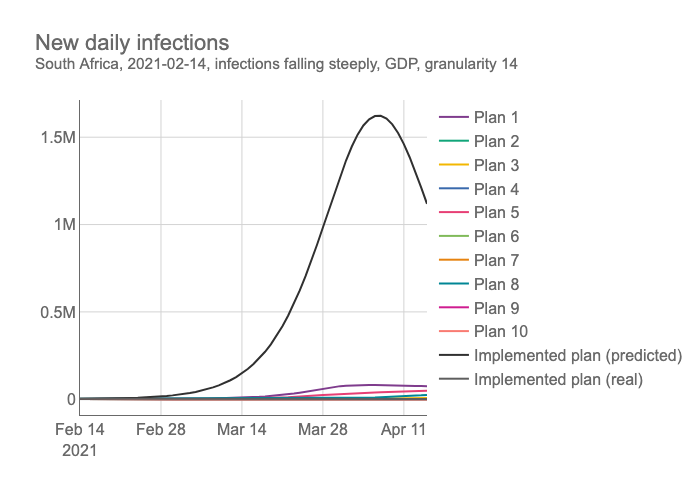 New daily infections
South Africa, 2021-02-14, infections falling steeply, GDP, granularity 14
1.5M
1M
0.5M
0
Feb 14
2021
Feb 28
Mar 14
Mar 28
Apr 11
Plan 1
Plan 2
Plan 3
Plan 4
Plan 5
Plan 6
Plan 7
Plan 8
Plan 9
Plan 10
Implemented plan (predicted)
Implemented plan (real)